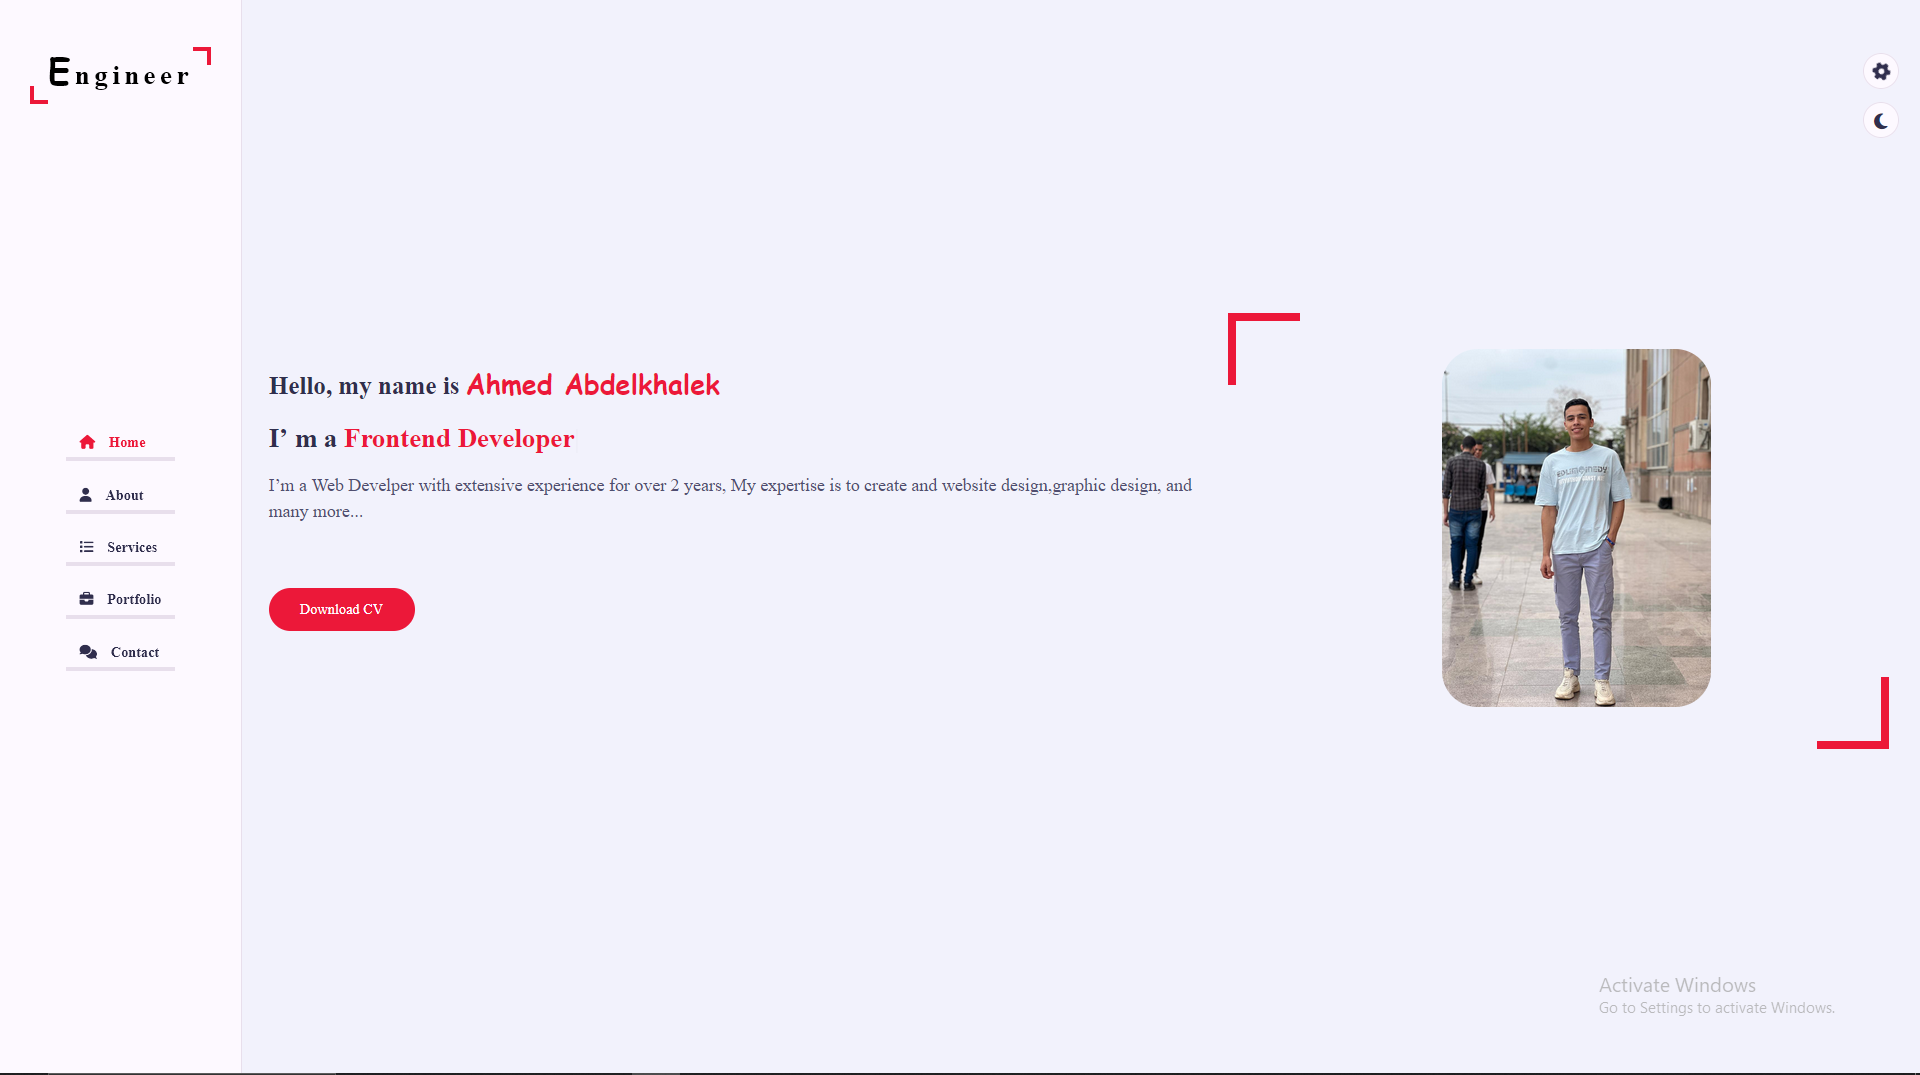 Engineer
Home
About
Services
Portfolio
Contact
Hello, my name is Ahmed Abdelkhalek
I’ m a Frontend Developer
I’m a Web Develper with extensive experience for over 2 years, My expertise is to create and website design,graphic design, and
many more...
Download CV
Activate Windows
Go to Settings to activate Windows.